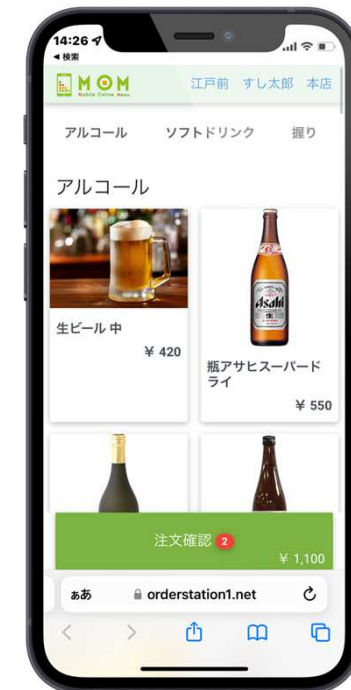 14:26
◀ 検索
MOM
Mobile Online Menu
江戸前 すし太郎 本店
アルコール ソフトドリンク 握り
アルコール
生ビール 中
¥ 420
Asahi
生
瓶アサヒスーパードライ
¥ 550
注文確認 2
¥ 1,100
ぁあ orderstation1.net